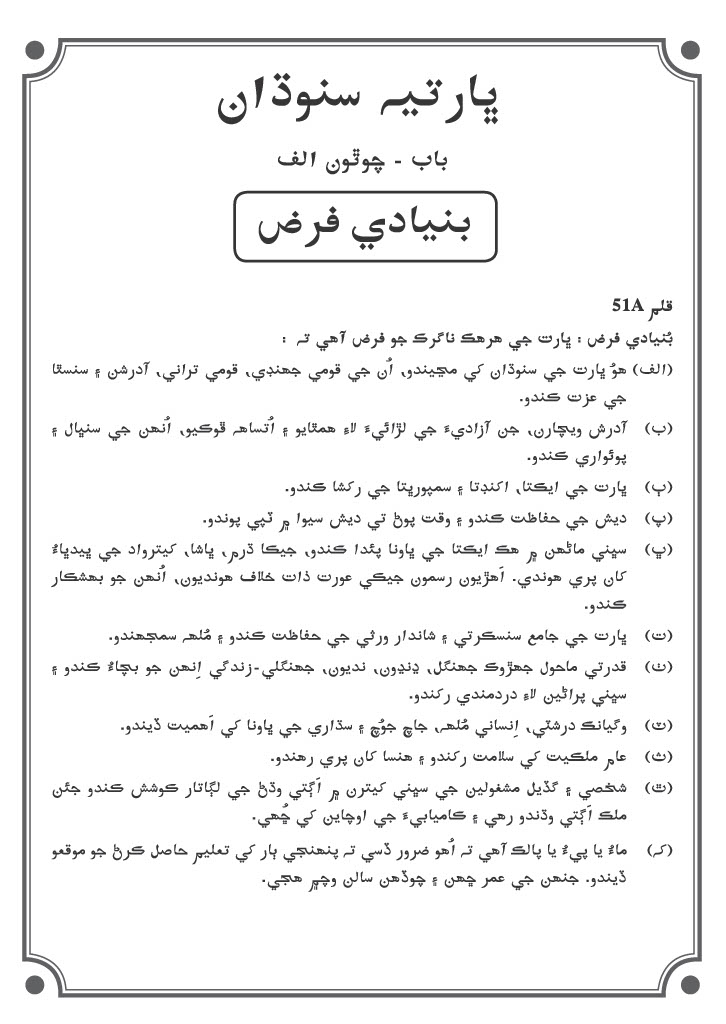 ڀارتيہ سنوڌان
باب - چوٿون الف
بنيادي فرض
قلم 51A
بُنيادي فرض : ڀارت جي هرهڪ ناگرڪ جو فرض آهي تہ :
(الف) هوُ ڀارت جي سنوڌان کي مڃيندو، اُن جي قومي جهنڊي، قومي تراني، آدرشن ۽ سنسٿا
جي عزت ڪندو.
(ب) آدرش ويچارن، جن آزاديءَ جي لڙائيءَ لاءِ همٿايو ۽ اُتساهہ ڦوڪيو، اُنهن جي سنڀال ۽
پوئواري ڪندو.
(ٻ) ڀارت جي ايڪتا، اکنڊتا ۽ سمپورڻتا جي رکشا ڪندو.
(پ) ديش جي حفاظت ڪندو ۽ وقت پوڻ تي ديش سيوا ۾ ٽپي پوندو.
(ڀ) سڀني ماڻهن ۾ هڪ ايڪتا جي ڀاونا پئدا ڪندو، جيڪا ڌرم، ڀاشا، کيترواد جي ڀيدڀاءُ
کان پري هوندي. اَهڙيون رسمون جيڪي عورت ذات خلاف هونديون، اُنهن جو بهشڪار
ڪندو.
(ت) ڀارت جي جامع سنسڪرتي ۽ شاندار ورثي جي حفاظت ڪندو ۽ مُلهہ سمجهندو.
(ٺ) قدرتي ماحول جهڙوڪ جهنگل، ڍنڍون، نديون، جهنگلي-زندگي اِنهن جو بچاءُ ڪندو ۽
سڀني پراڻين لاءِ دردمندي رکندو.
(ٽ) وگيانڪ درشٽي، اِنساني مُلهہ، جاچ جوُچ ۽ سڌاري جي ڀاونا کي اَهميت ڏيندو.
(ث) عام ملڪيت کي سلامت رکندو ۽ هنسا کان پري رهندو.
(ٿ) شخصي ۽ گڏيل مشغولين جي سڀني کيترن ۾ اَڳتي وڌڻ جي لڳاتار ڪوشش ڪندو جئن
ملڪ اَڳتي وڌندو رهي ۽ ڪاميابيءَ جي اوچاين کي ڇُهي.
(کہ) ماءُ يا پيءُ يا پالڪ آهي تہ اُهو ضرور ڏسي تہ پنهنجي ٻار کي تعليم حاصل ڪرڻ جو موقعو
ڏيندو. جنهن جي عمر ڇهن ۽ چوڏهن سالن وچم هجي.